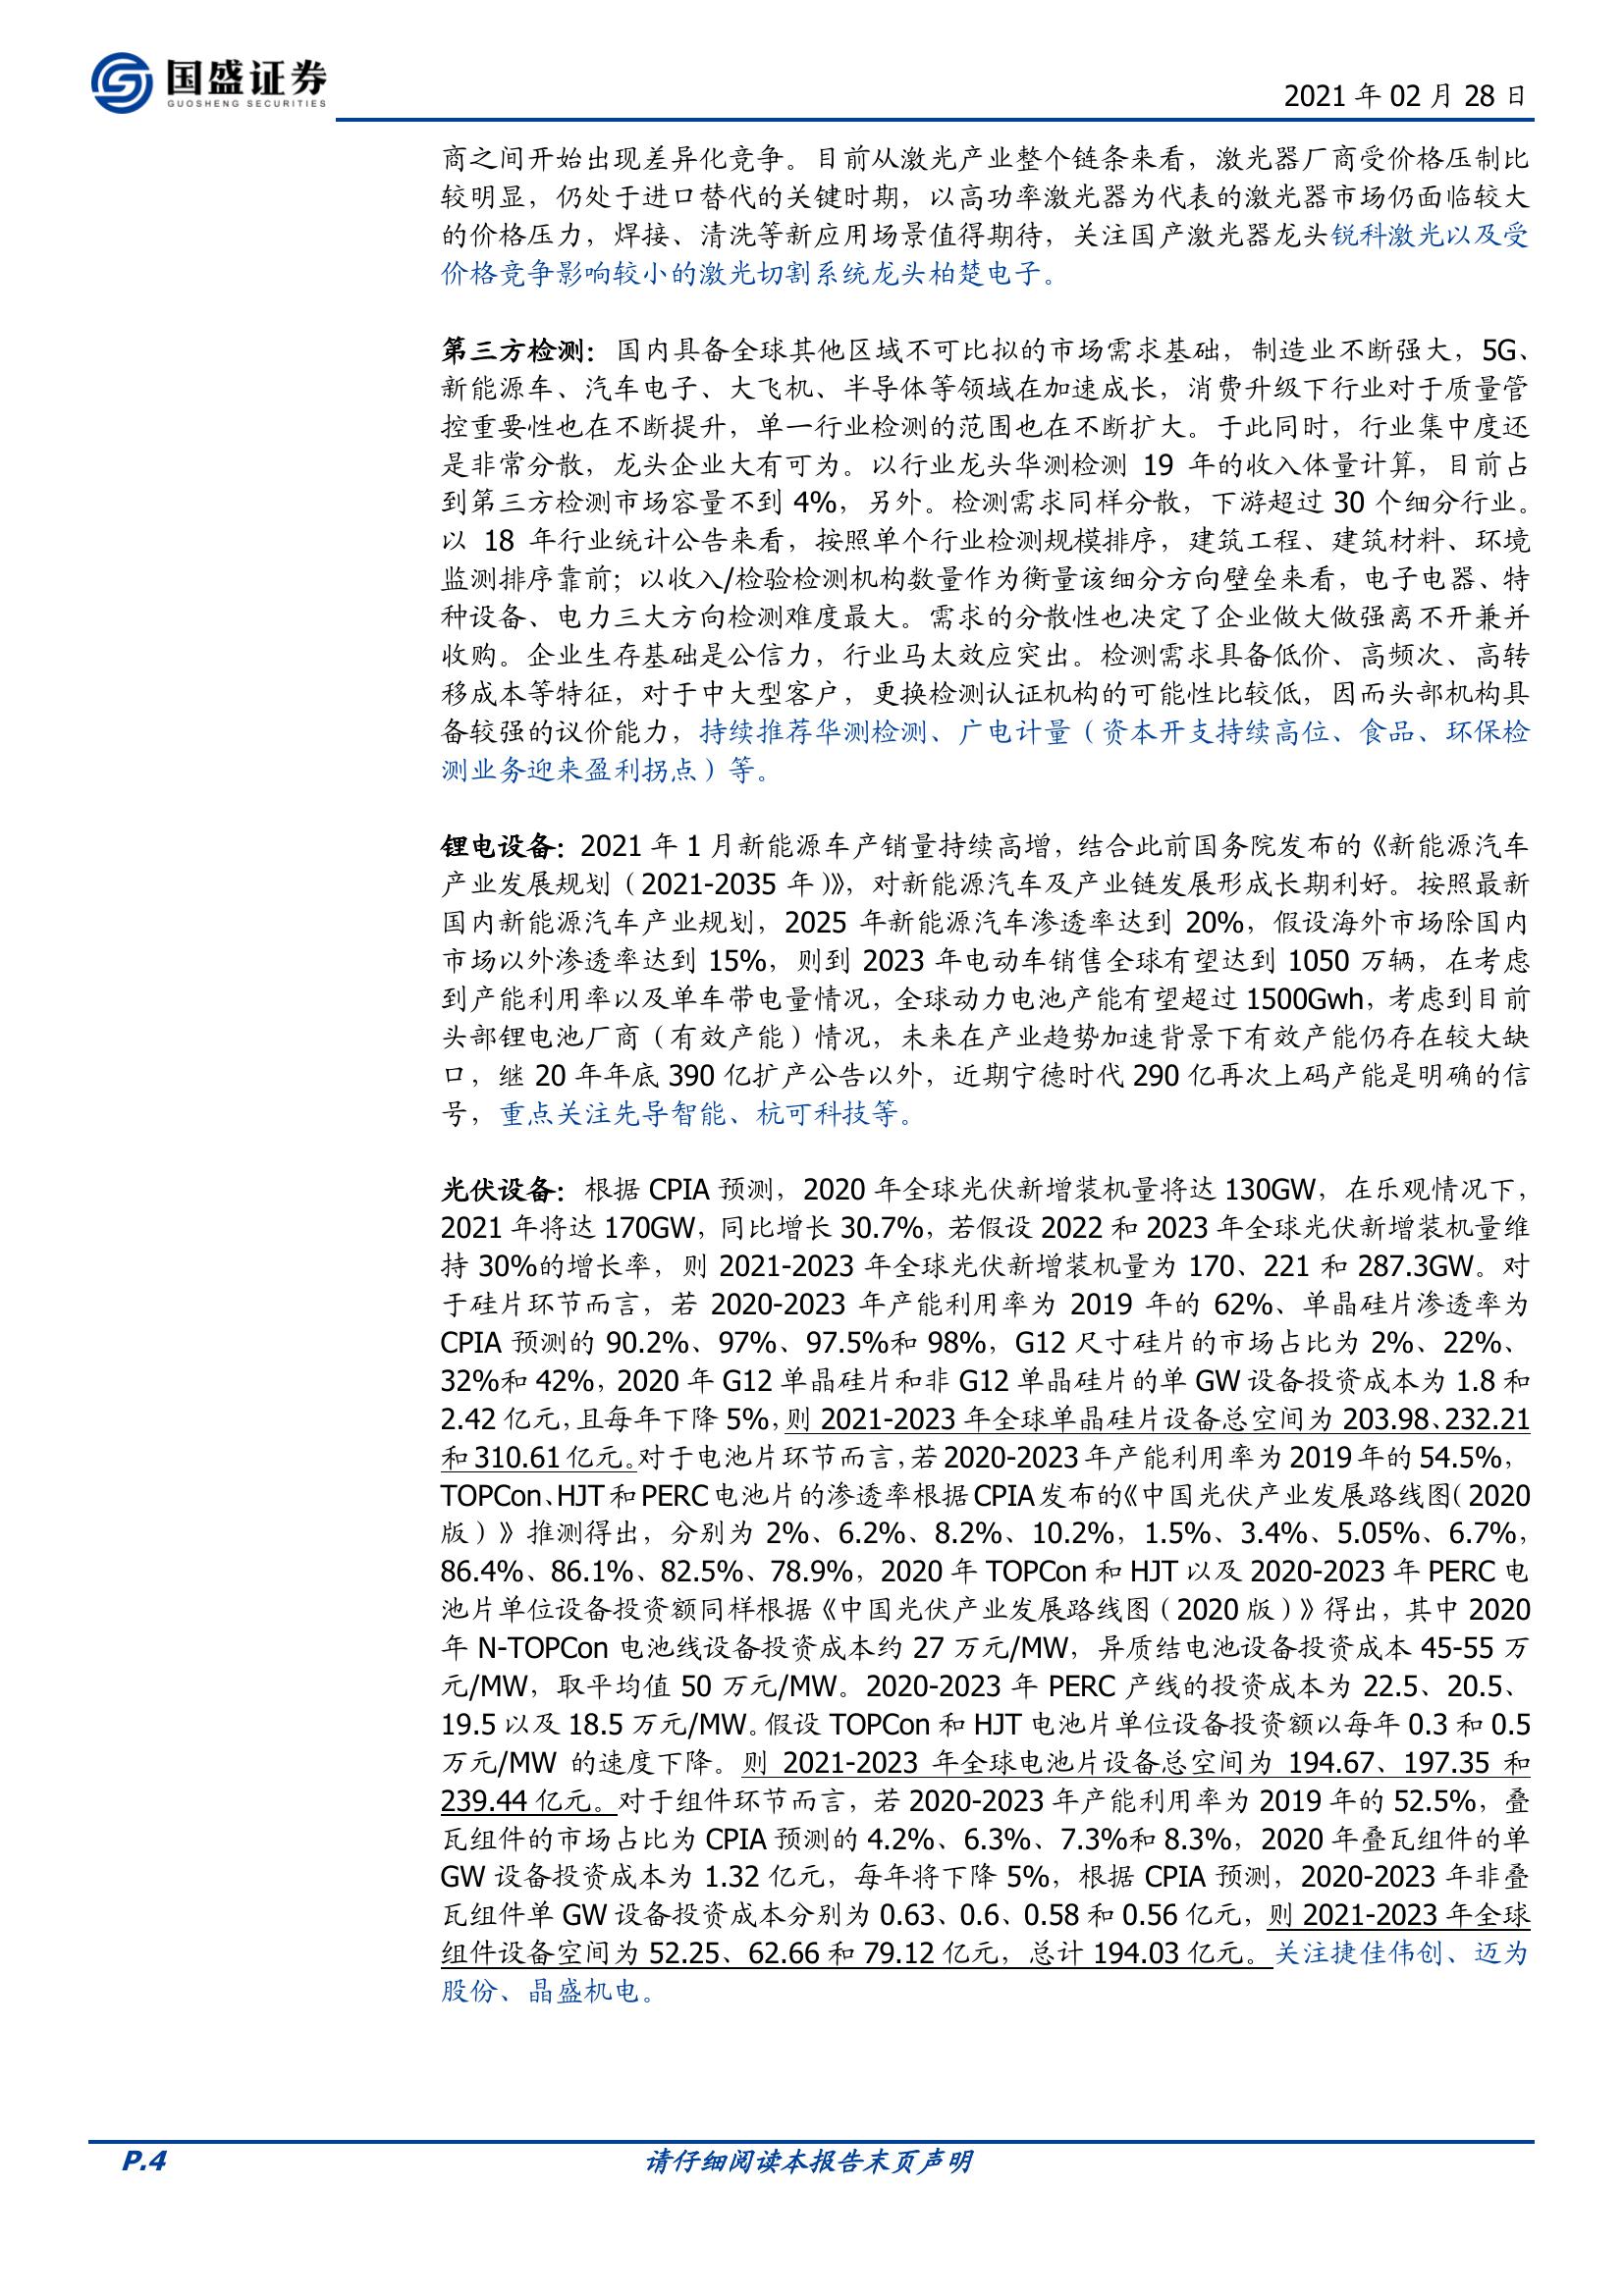 国盛证券
GUOSHENG SECURITIES
2021 年 02 月 28 日
商之间开始出现差异化竞争。目前从激光产业整个链条来看，激光器厂商受价格压制比
较明显，仍处于进口替代的关键时期，以高功率激光器为代表的激光器市场仍面临较大
的价格压力，焊接、清洗等新应用场景值得期待，关注国产激光器龙头锐科激光以及受
价格竞争影响较小的激光切割系统龙头柏楚电子。
第三方检测：国内具备全球其他区域不可比拟的市场需求基础，制造业不断强大，5G、
新能源车、汽车电子、大飞机、半导体等领域在加速成长，消费升级下行业对于质量管
控重要性也在不断提升，单一行业检测的范围也在不断扩大。于此同时，行业集中度还
是非常分散，龙头企业大有可为。以行业龙头华测检测 19 年的收入体量计算，目前占
到第三方检测市场容量不到 4%，另外。检测需求同样分散，下游超过 30 个细分行业。
以 18 年行业统计公告来看，按照单个行业检测规模排序，建筑工程、建筑材料、环境
监测排序靠前；以收入/检验检测机构数量作为衡量该细分方向壁垒来看，电子电器、特
种设备、电力三大方向检测难度最大。需求的分散性也决定了企业做大做强离不开兼并
收购。企业生存基础是公信力，行业马太效应突出。检测需求具备低价、高频次、高转
移成本等特征，对于中大型客户，更换检测认证机构的可能性比较低，因而头部机构具
备较强的议价能力，持续推荐华测检测、广电计量（资本开支持续高位、食品、环保检
测业务迎来盈利拐点）等。
锂电设备：2021 年 1 月新能源车产销量持续高增，结合此前国务院发布的《新能源汽车
产业发展规划（2021-2035 年）》，对新能源汽车及产业链发展形成长期利好。按照最新
国内新能源汽车产业规划，2025 年新能源汽车渗透率达到 20%，假设海外市场除国内
市场以外渗透率达到 15%，则到 2023 年电动车销售全球有望达到 1050 万辆，在考虑
到产能利用率以及单车带电量情况，全球动力电池产能有望超过 1500Gwh，考虑到目前
头部锂电池厂商（有效产能）情况，未来在产业趋势加速背景下有效产能仍存在较大缺
口，继 20 年年底 390 亿扩产公告以外，近期宁德时代 290 亿再次上码产能是明确的信
号，重点关注先导智能、杭可科技等。
光伏设备：根据 CPIA 预测，2020 年全球光伏新增装机量将达 130GW，在乐观情况下，
2021 年将达 170GW，同比增长 30.7%，若假设 2022 和 2023 年全球光伏新增装机量维
持 30%的增长率，则 2021-2023 年全球光伏新增装机量为 170、221 和 287.3GW。对
于硅片环节而言，若 2020-2023 年产能利用率为 2019 年的 62%、单晶硅片渗透率为
CPIA 预测的 90.2%、97%、97.5%和 98%，G12 尺寸硅片的市场占比为 2%、22%、
32%和 42%，2020 年 G12 单晶硅片和非 G12 单晶硅片的单 GW 设备投资成本为 1.8 和
2.42 亿元，且每年下降 5%，则 2021-2023 年全球单晶硅片设备总空间为 203.98、232.21
和 310.61 亿元。对于电池片环节而言，若 2020-2023 年产能利用率为 2019 年的 54.5%，
TOPCon、HJT 和 PERC 电池片的渗透率根据 CPIA 发布的《中国光伏产业发展路线图（2020
版）》推测得出，分别为 2%、6.2%、8.2%、10.2%，1.5%、3.4%、5.05%、6.7%，
86.4%、86.1%、82.5%、78.9%，2020 年 TOPCon 和 HJT 以及 2020-2023 年 PERC 电
池片单位设备投资额同样根据《中国光伏产业发展路线图（2020 版）》得出，其中 2020
年 N-TOPCon 电池线设备投资成本约 27 万元/MW，异质结电池设备投资成本 45-55 万
元/MW，取平均值 50 万元/MW。2020-2023 年 PERC 产线的投资成本为 22.5、20.5、
19.5 以及 18.5 万元/MW。假设 TOPCon 和 HJT 电池片单位设备投资额以每年 0.3 和 0.5
万元/MW 的速度下降。则 2021-2023 年全球电池片设备总空间为 194.67、197.35 和
239.44 亿元。对于组件环节而言，若 2020-2023 年产能利用率为 2019 年的 52.5%，叠
瓦组件的市场占比为 CPIA 预测的 4.2%、6.3%、7.3%和 8.3%，2020 年叠瓦组件的单
GW 设备投资成本为 1.32 亿元，每年将下降 5%，根据 CPIA 预测，2020-2023 年非叠
瓦组件单 GW 设备投资成本分别为 0.63、0.6、0.58 和 0.56 亿元，则 2021-2023 年全球
组件设备空间为 52.25、62.66 和 79.12 亿元，总计 194.03 亿元。关注捷佳伟创、迈为
股份、晶盛机电。
P.4
请仔细阅读本报告末页声明